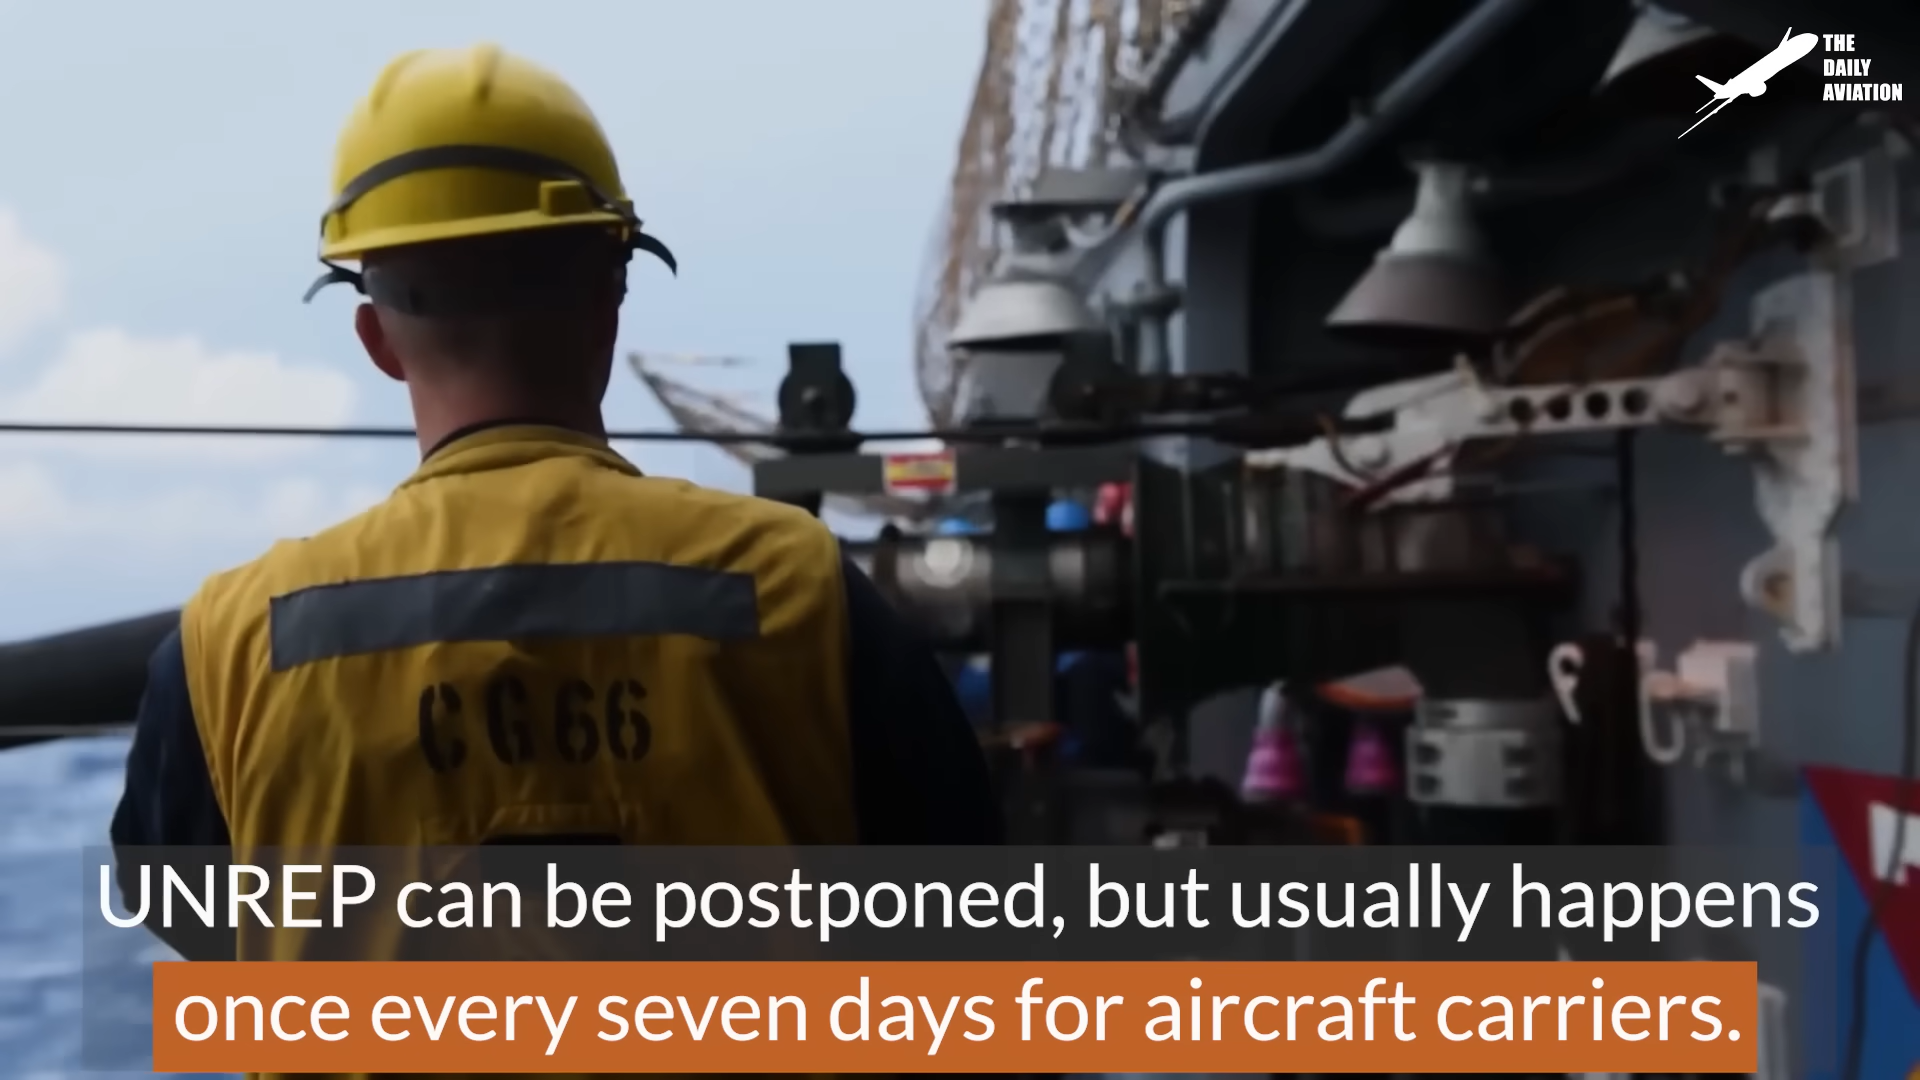 THE
DAILY
AVIATION
CG66
UNREP can be postponed, but usually happens
once every seven days for aircraft carriers.